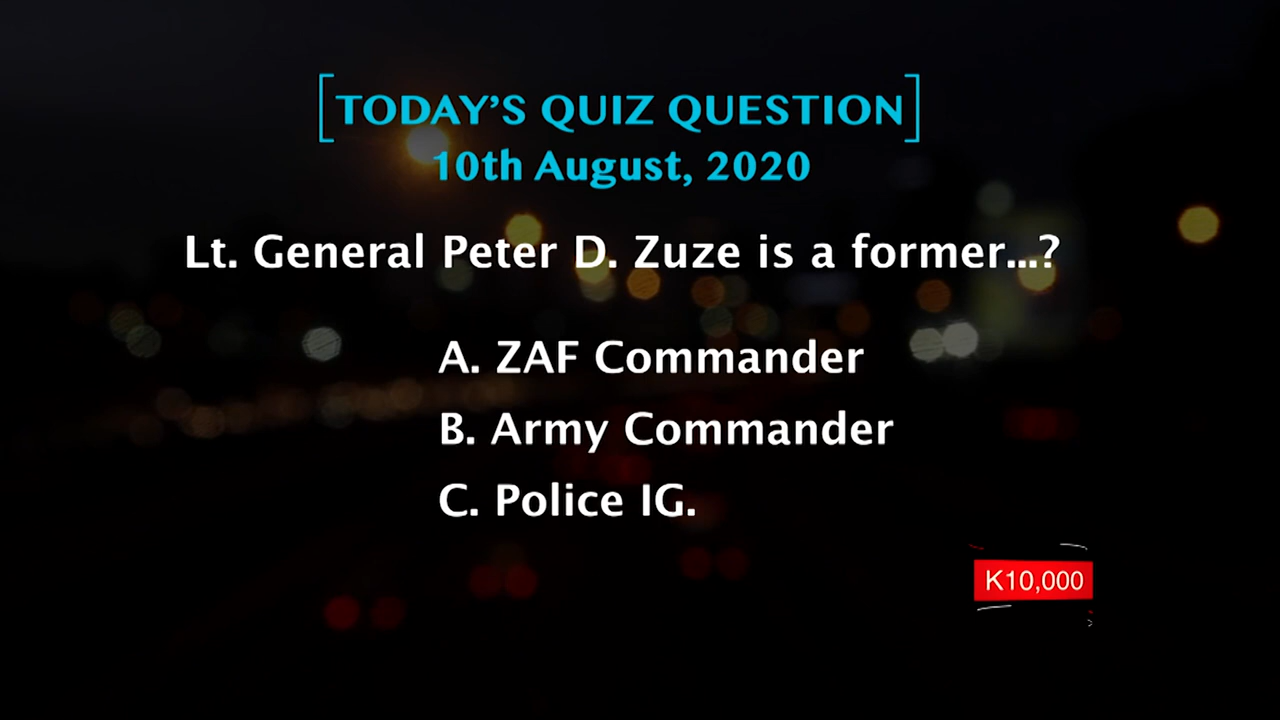 [TODAY'S QUIZ QUESTION]
10th August, 2020
Lt. General Peter D. Zuze is a former...?
A. ZAF Commander
B. Army Commander
C. Police IG.
K10,000